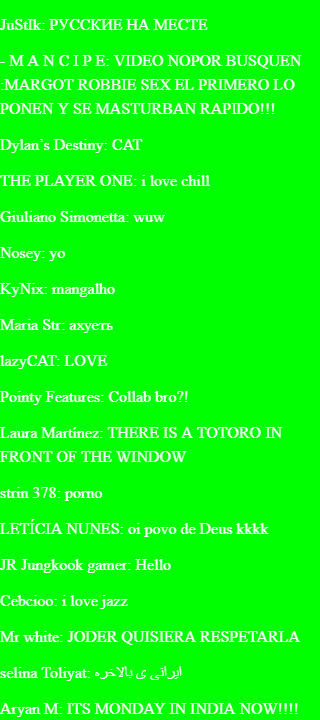 JuStIk: РУССКИЕ НА МЕСТЕ
- M A N C I P E: VIDEO NOPOR BUSQUEN
:MARGOT ROBBIE SEX EL PRIMERO LO
PONEN Y SE MASTURBAN RAPIDO!!!
Dylan's Destiny: CAT
THE PLAYER ONE: i love chill
Giuliano Simonetta: wuw
Nosey: yo
KyNix: mangalho
Maria Str: ахуеть
lazyCAT: LOVE
Pointy Features: Collab bro?!
Laura Martínez: THERE IS A TOTORO IN
FRONT OF THE WINDOW
strin 378: porno
LETÍCIA NUNES: oi povo de Deus kkkk
JR Jungkook gamer: Hello
Cebcioo: i love jazz
Mr white: JODER QUISIERA RESPETARLA
selina Toliyat: ایرانی ی بالاخره
Aryan M: ITS MONDAY IN INDIA NOW!!!!